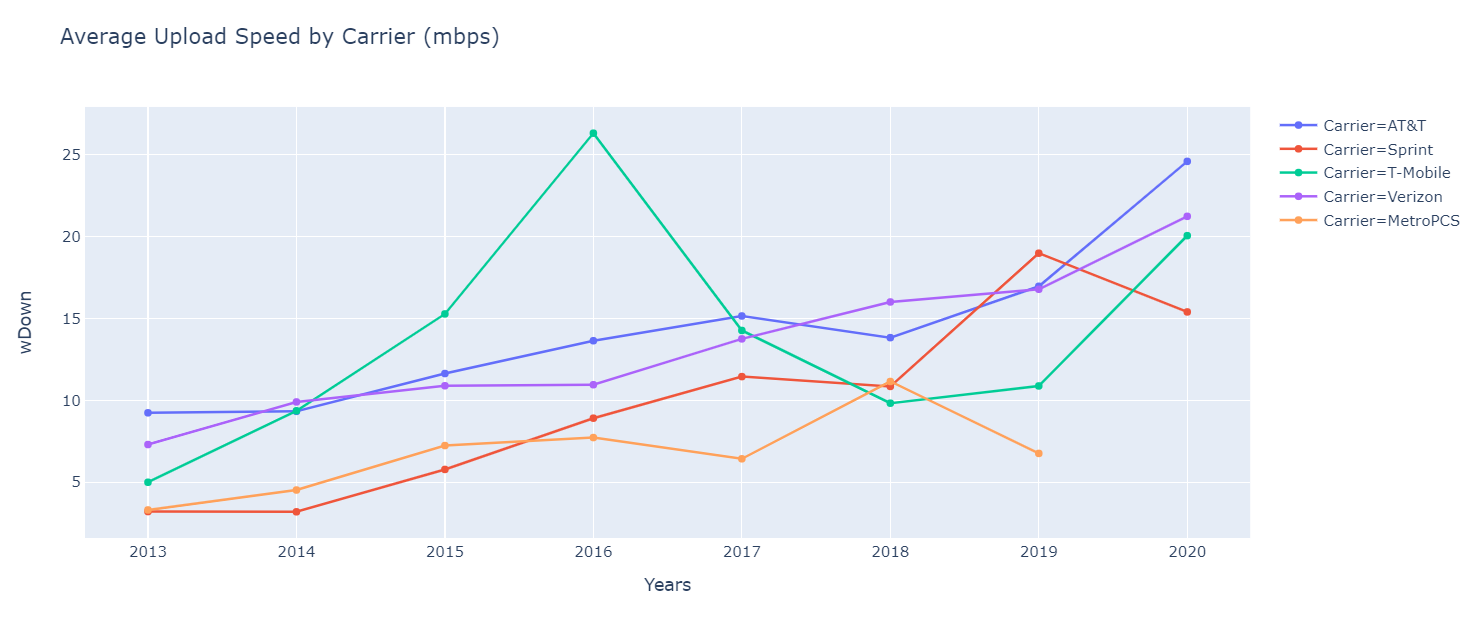 Average Upload Speed by Carrier (mbps)
wDown
25
20
15
10
5
2013 2014 2015 2016 2017 2018 2019 2020
Years
Carrier=AT&T
Carrier=Sprint
Carrier=T-Mobile
Carrier=Verizon
Carrier=MetroPCS